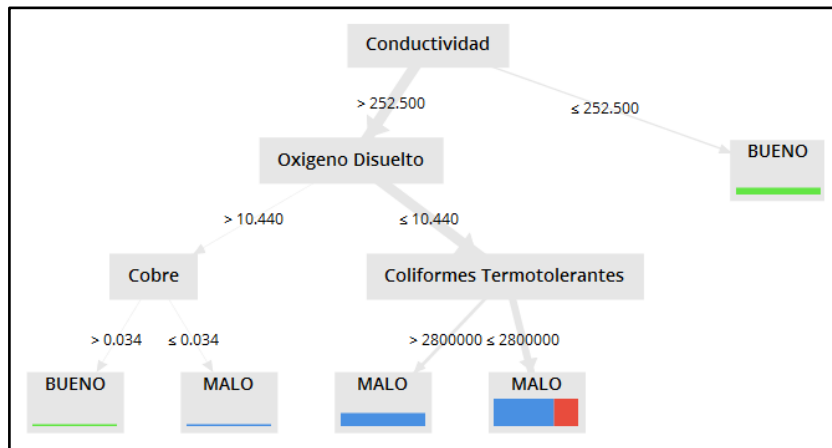 Conductividad
> 252.500
≤ 252.500
Oxigeno Disuelto
BUENO
> 10.440
≤ 10.440
Cobre
Coliformes Termotolerantes
> 0.034
≤ 0.034
> 2800000
≤ 2800000
BUENO
MALO
MALO
MALO